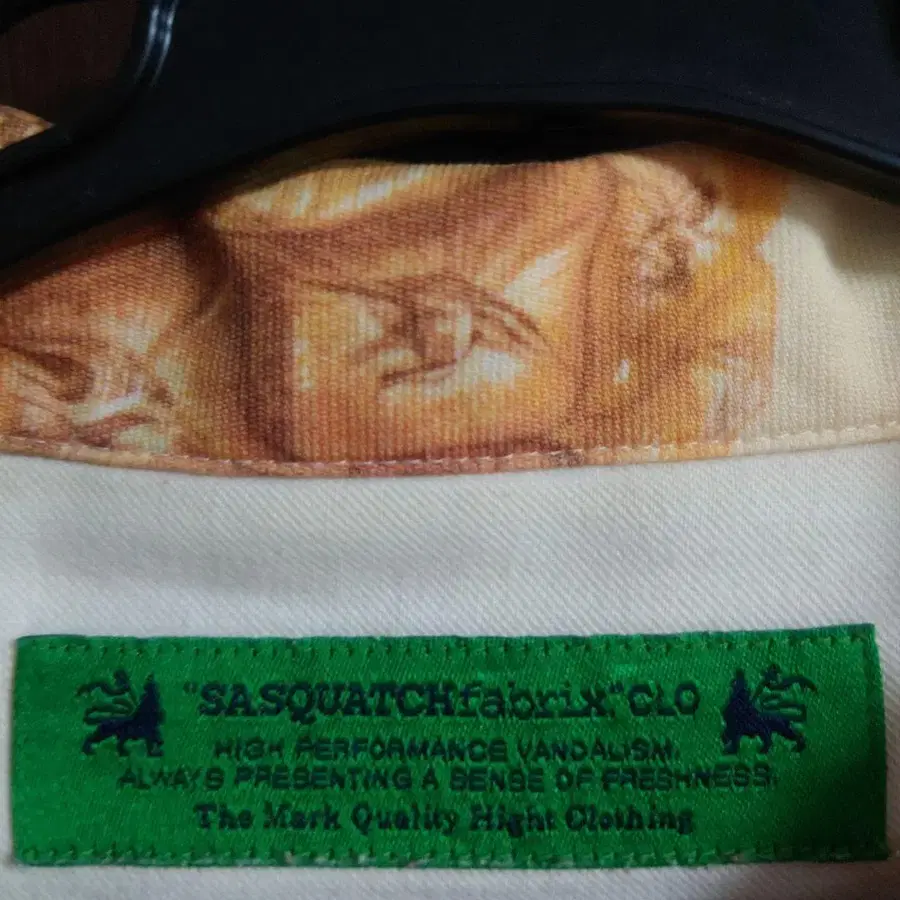 "SASQUATCHfabrix"CLO
HIGH PERFORMANCE VANDALISM.
ALWAYS PRESENTING A SENSE OF FRESHNESS.
The Mark Quality Hight Clothing